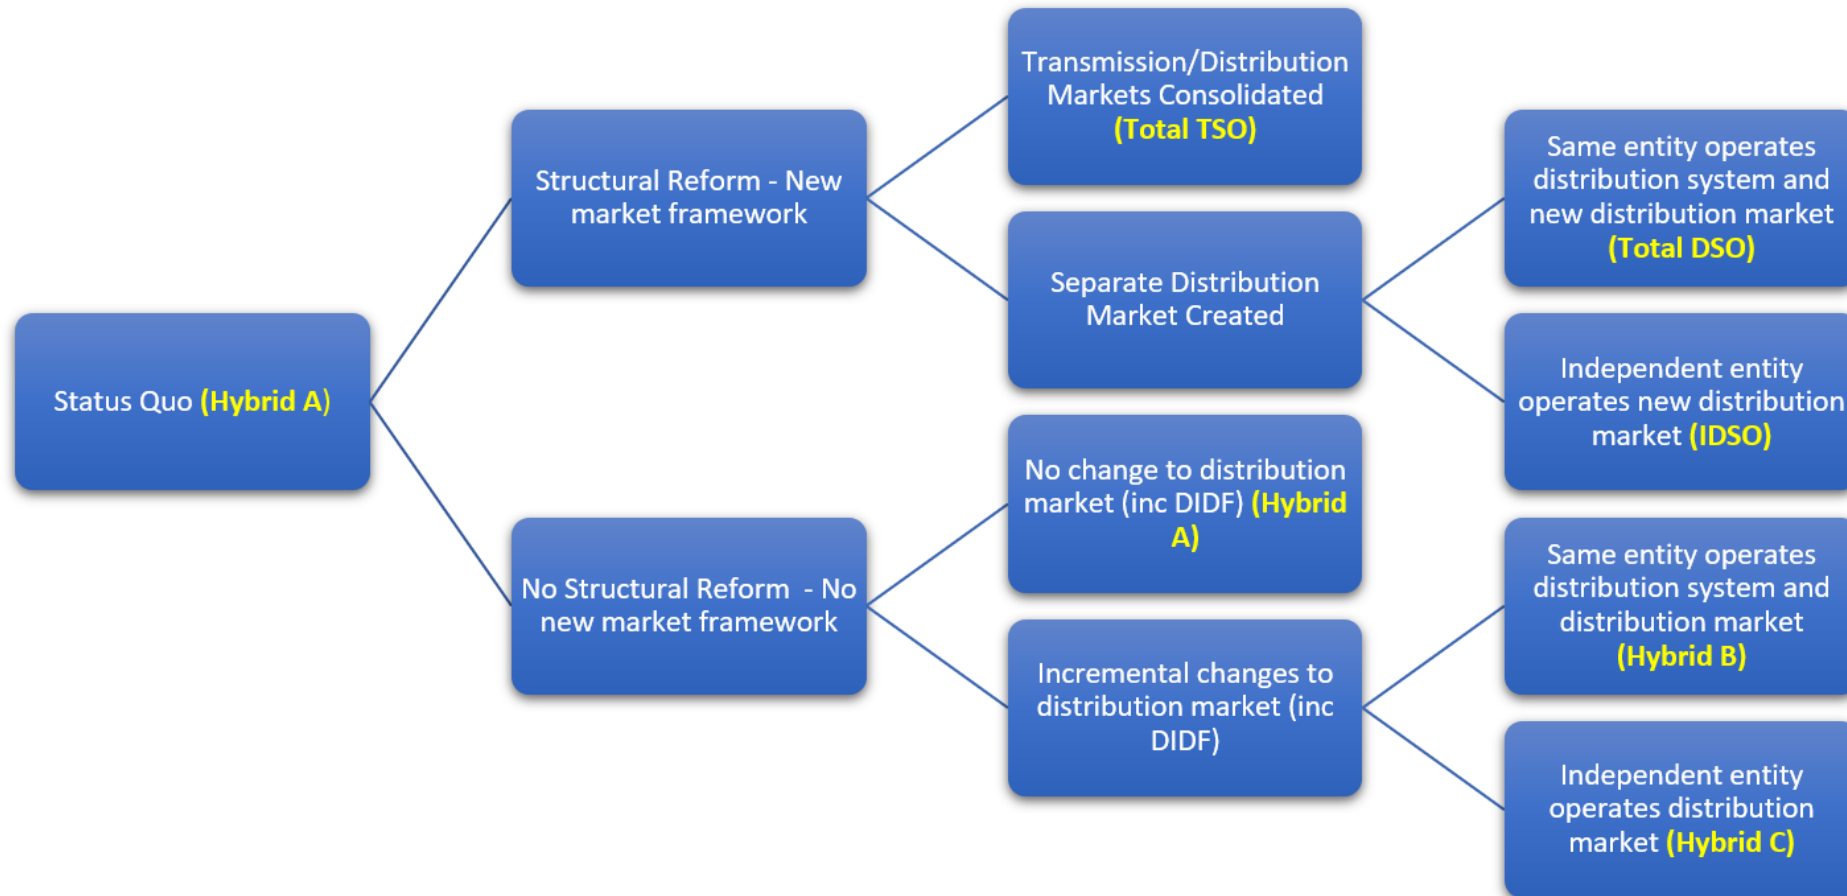 Status Quo (Hybrid A)
Structural Reform - New
market framework
No Structural Reform - No
new market framework
Transmission/Distribution
Markets Consolidated
(Total TSO)
Separate Distribution
Market Created
No change to distribution
market (inc DIDF) (Hybrid
A)
Incremental changes to
distribution market (inc
DIDF)
Same entity operates
distribution system and
new distribution market
(Total DSO)
Independent entity
operates new distribution
market (IDSO)
Same entity operates
distribution system and
distribution market
(Hybrid B)
Independent entity
operates distribution
market (Hybrid C)